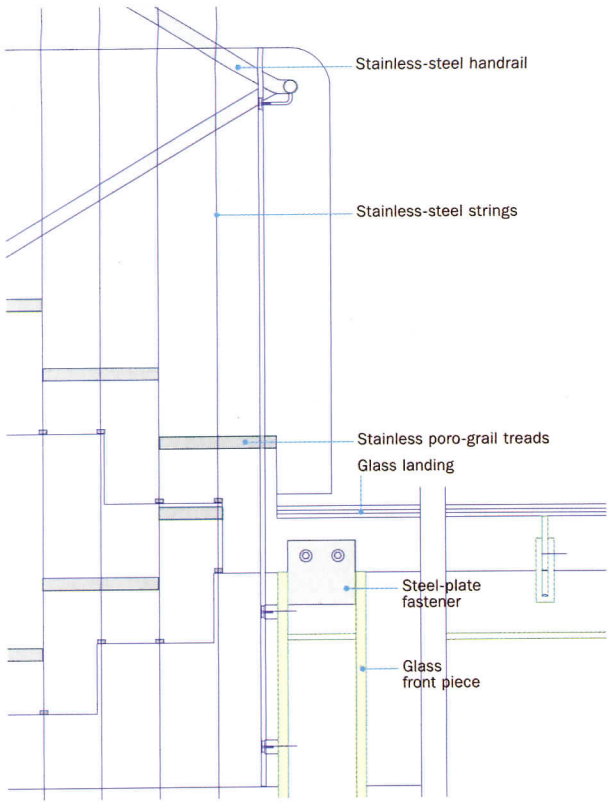 Stainless-steel handrail
Stainless-steel strings
Stainless poro-grail treads
Glass landing
Steel-plate
fastener
Glass
front piece